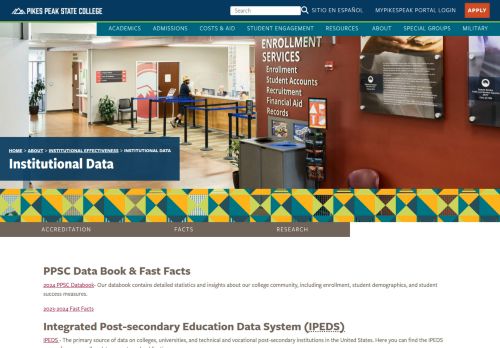 PIKES PEAK STATE COLLEGE
Search
SITIO EN ESPAÑOL
MYPIKESPEAK PORTAL LOGIN
APPLY
ACADEMICS
ADMISSIONS
COSTS & AID
STUDENT ENGAGEMENT
RESOURCES
ABOUT
SPECIAL GROUPS
MILITARY
ENROLLMENT
SERVICES
Enrollment
Student Accounts
Recruitment
Financial Aid
Records
HOME > ABOUT > INSTITUTIONAL EFFECTIVENESS > INSTITUTIONAL DATA
Institutional Data
ACCREDITATION
FACTS
RESEARCH
PPSC Data Book & Fast Facts
2024 PPSC Databook- Our databook contains detailed statistics and insights about our college community, including enrollment, student demographics, and student
success measures.
2023-2024 Fast Facts
Integrated Post-secondary Education Data System (IPEDS)
IPEDS - The primary source of data on colleges, universities, and technical and vocational post-secondary institutions in the United States. Here you can find the IPEDS